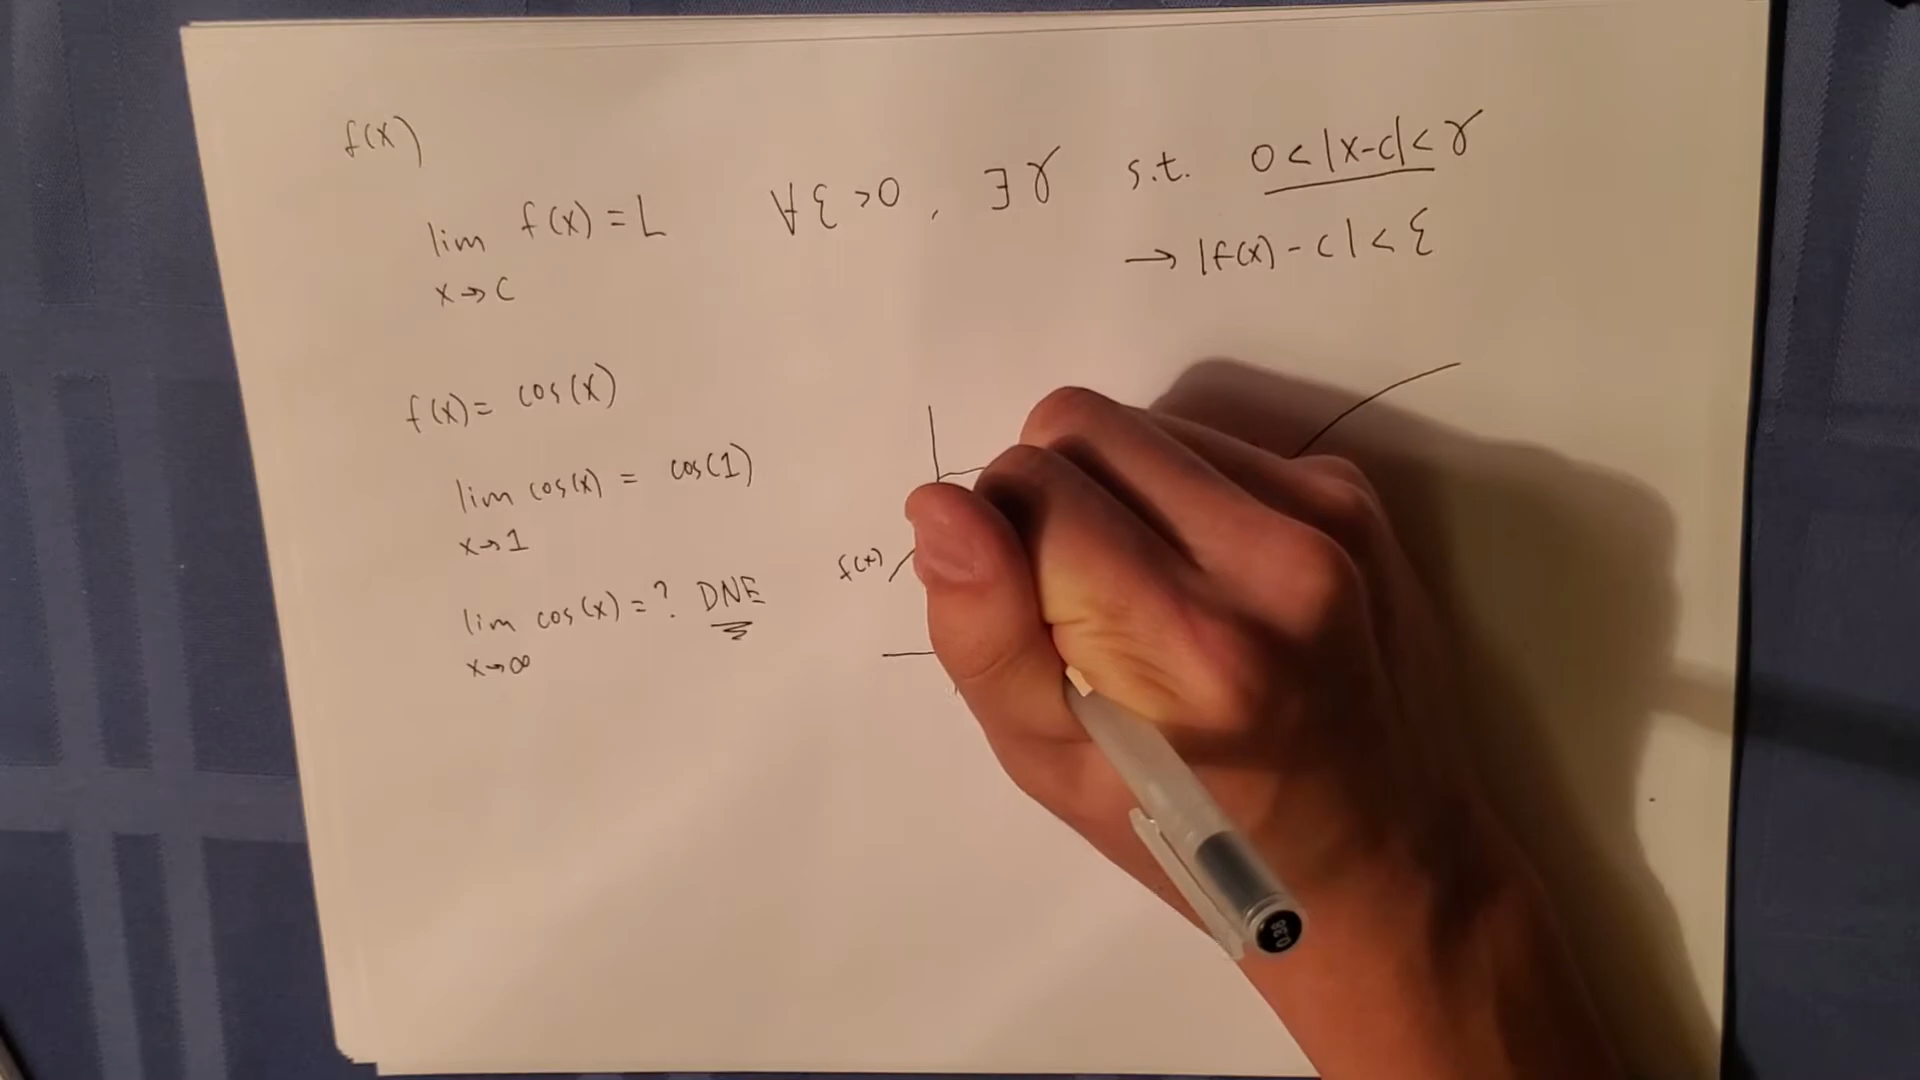 f(x)
lim f(x) = L ∀ ε > 0 , ∃ γ s.t. 0 < |x-c| < γ
x → c
→ |f(x) - c| < ε
f(x) = cos(x)
lim cos(x) = cos(1)
x → 1
f(x)
lim cos(x) = ? DNE
x → ∞
0.38